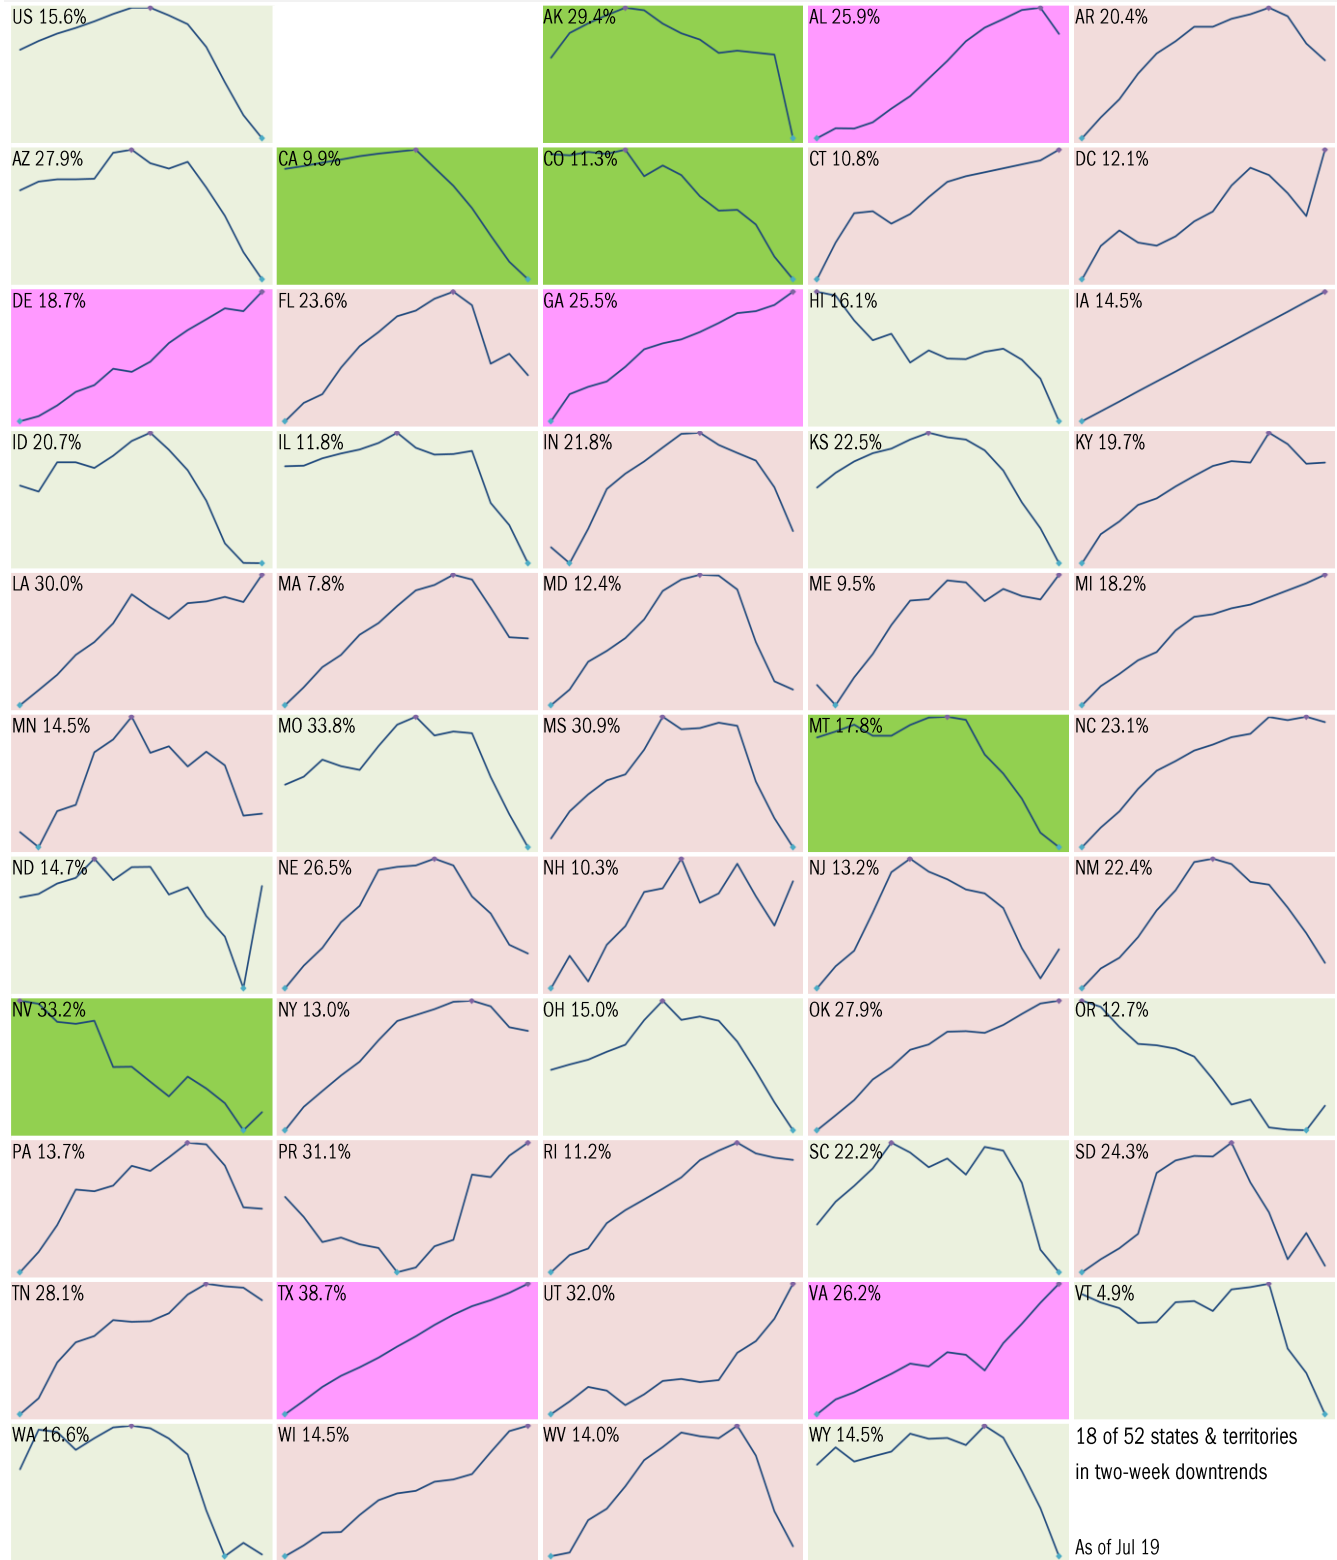 US 15.6%
AK 29.4%
AL 25.9%
AR 20.4%
AZ 27.9%
CA 9.9%
CO 11.3%
CT 10.8%
DC 12.1%
DE 18.7%
FL 23.6%
GA 25.5%
HI 16.1%
IA 14.5%
ID 20.7%
IL 11.8%
IN 21.8%
KS 22.5%
KY 19.7%
LA 30.0%
MA 7.8%
MD 12.4%
ME 9.5%
MI 18.2%
MN 14.5%
MO 33.8%
MS 30.9%
MT 17.8%
NC 23.1%
ND 14.7%
NE 26.5%
NH 10.3%
NJ 13.2%
NM 22.4%
NV 33.2%
NY 13.0%
OH 15.0%
OK 27.9%
OR 12.7%
PA 13.7%
PR 31.1%
RI 11.2%
SC 22.2%
SD 24.3%
TN 28.1%
TX 38.7%
UT 32.0%
VA 26.2%
VT 4.9%
WA 16.6%
WI 14.5%
WV 14.0%
WY 14.5%
18 of 52 states & territories
in two-week downtrends
As of Jul 19